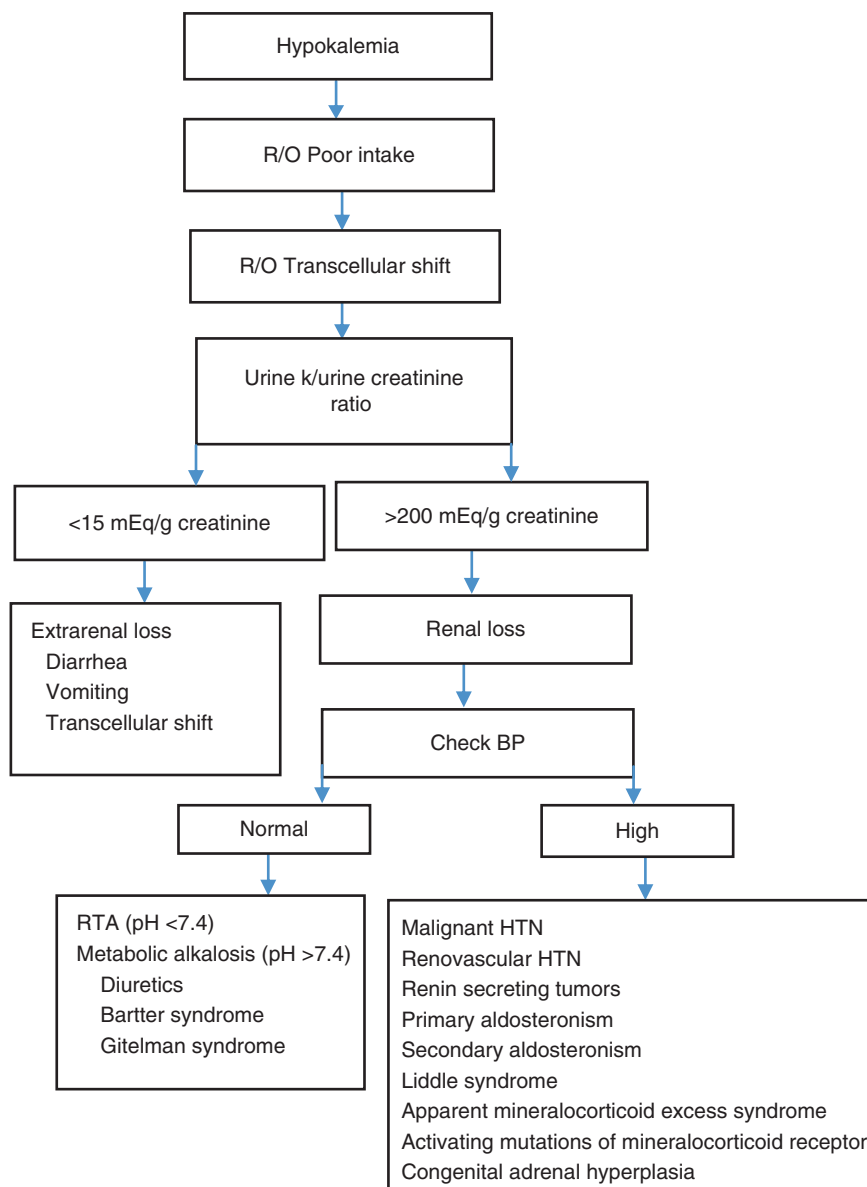 Hypokalemia
R/O Poor intake
R/O Transcellular shift
Urine k/urine creatinine
ratio
<15 mEq/g creatinine
>200 mEq/g creatinine
Extrarenal loss
Diarrhea
Vomiting
Transcellular shift
Renal loss
Check BP
Normal
High
RTA (pH <7.4)
Metabolic alkalosis (pH >7.4)
Diuretics
Bartter syndrome
Gitelman syndrome
Malignant HTN
Renovascular HTN
Renin secreting tumors
Primary aldosteronism
Secondary aldosteronism
Liddle syndrome
Apparent mineralocorticoid excess syndrome
Activating mutations of mineralocorticoid receptor
Congenital adrenal hyperplasia